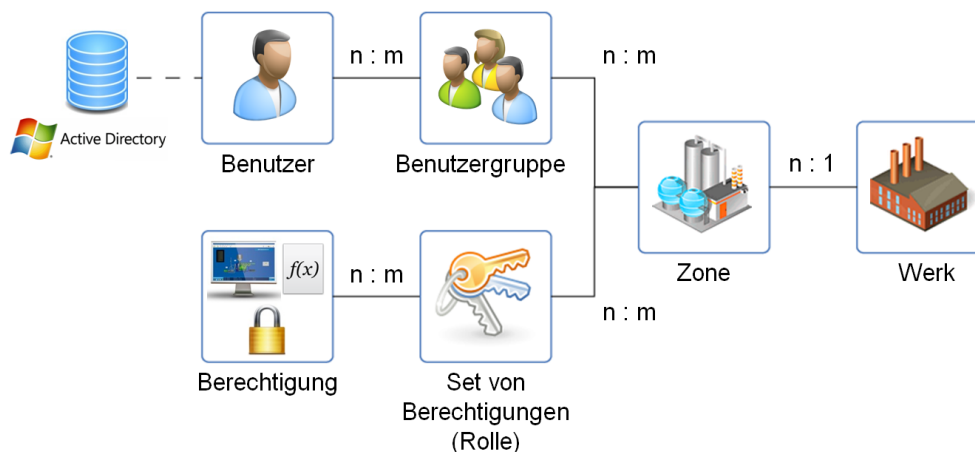 n : m
n : m
Active Directory
Benutzer
Benutzergruppe
n : 1
f(x)
n : m
Zone
Werk
n : m
Berechtigung
Set von
Berechtigungen
(Rolle)